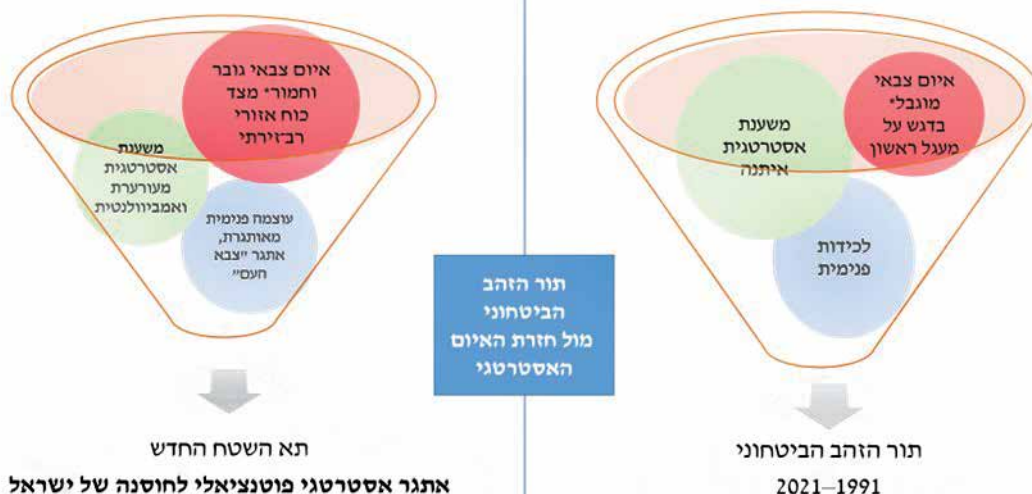 איום צבאי
מוגבל*
בדגש על
מעגל ראשון
משענת
אסטרטגית
איתנה
לכידות
פנימית
תור הזהב הביטחוני
2021–1991
תור הזהב
הביטחוני
מול חזרת האיום
האסטרטגי
איום צבאי גובר
וחמור* מצד
כוח אזורי
רב־זירתי
משענת
אסטרטגית
מעורערת
ואמביוולנטית
עוצמה פנימית
מאותגרת,
אתגר "צבא
העם"
תא השטח החדש
אתגר אסטרטגי פוטנציאלי לחוסנה של ישראל